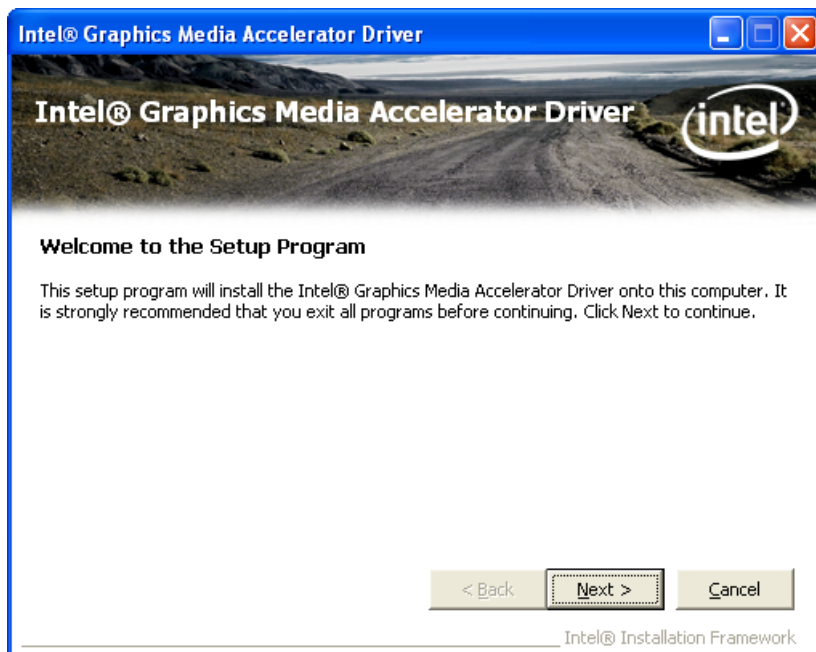 Intel® Graphics Media Accelerator Driver
Intel® Graphics Media Accelerator Driver
intel
Welcome to the Setup Program
This setup program will install the Intel® Graphics Media Accelerator Driver onto this computer. It
is strongly recommended that you exit all programs before continuing. Click Next to continue.
< Back Next > Cancel
Intel® Installation Framework